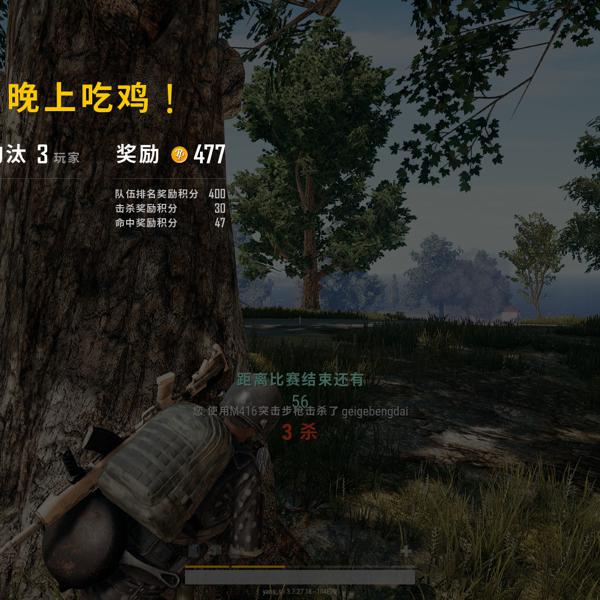 晚上吃鸡！
汰 3 玩家
奖励 477
队伍排名奖励积分 400
击杀奖励积分 30
命中奖励积分 47
距离比赛结束还有
56
您 使用M416突击步枪击杀了 geigebengdai
3 杀